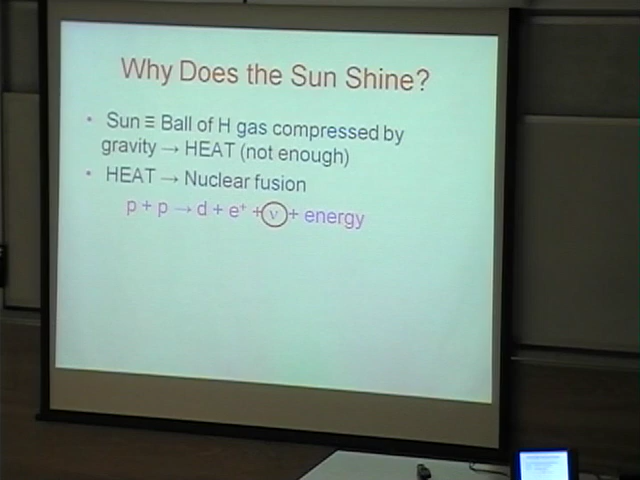 Why Does the Sun Shine?
• Sun ≡ Ball of H gas compressed by
gravity → HEAT (not enough)
• HEAT → Nuclear fusion
p + p → d + e⁺ + ν + energy